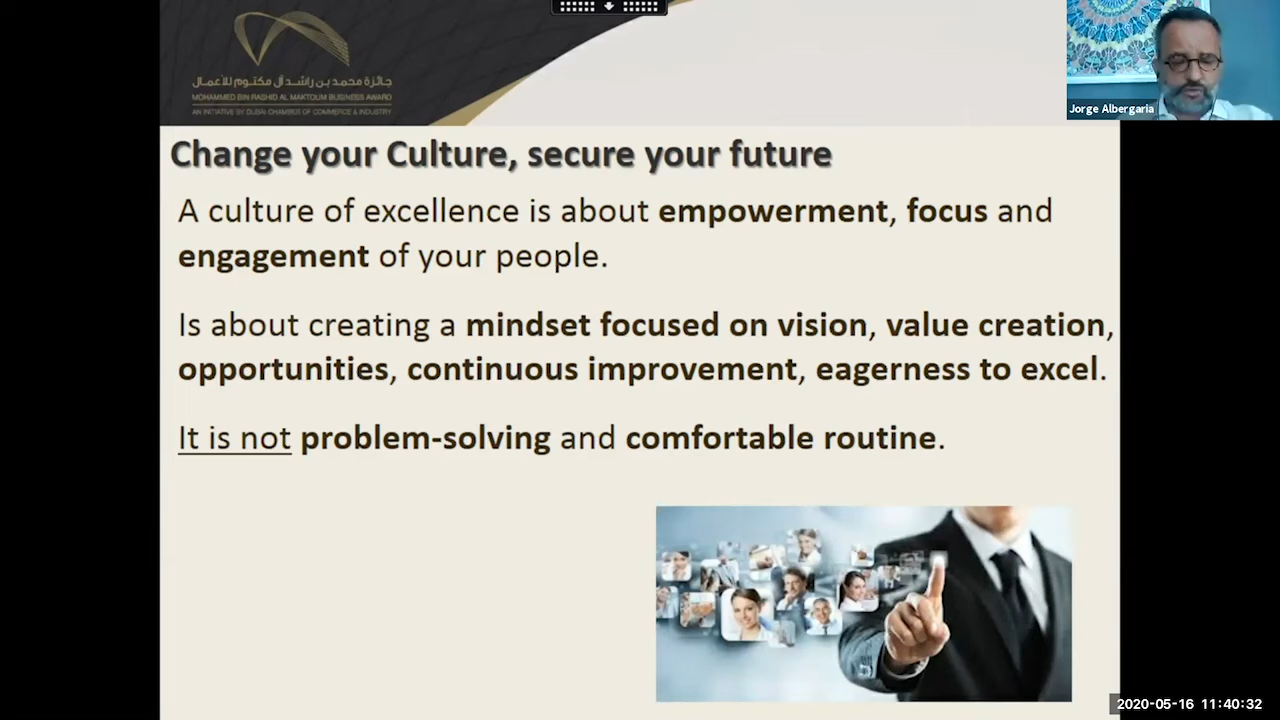 جائزة محمد بن راشد آل مكتوم للأعمال
MOHAMMED BIN RASHID AL MAKTOUM BUSINESS AWARD
AN INITIATIVE BY DUBAI CHAMBER OF COMMERCE & INDUSTRY
Jorge Albergaria
Change your Culture, secure your future
A culture of excellence is about empowerment, focus and
engagement of your people.
Is about creating a mindset focused on vision, value creation,
opportunities, continuous improvement, eagerness to excel.
It is not problem-solving and comfortable routine.
2020-05-16 11:40:32